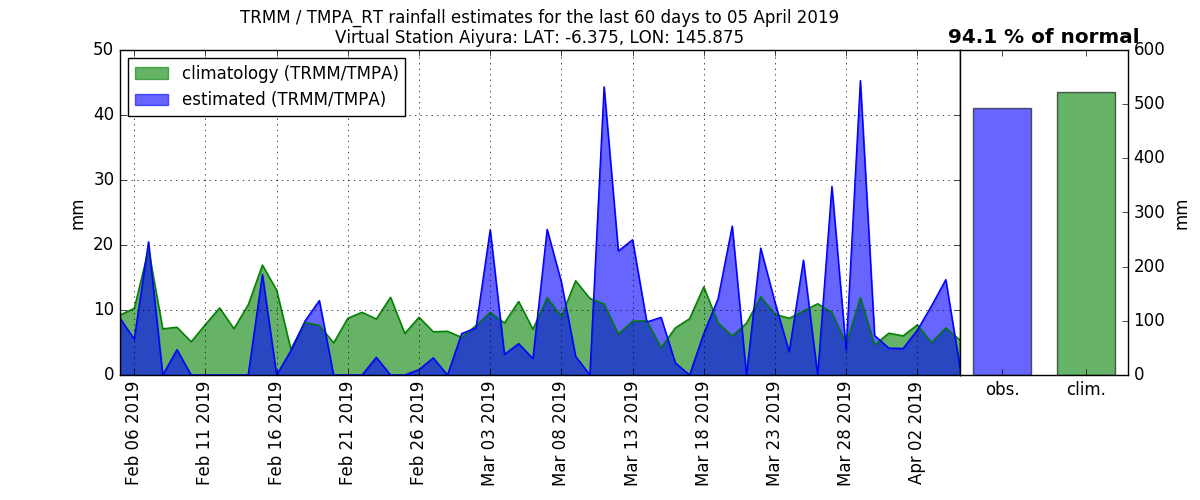 TRMM / TMPA_RT rainfall estimates for the last 60 days to 05 April 2019
Virtual Station Aiyura: LAT: -6.375, LON: 145.875
94.1 % of normal
climatology (TRMM/TMPA)
estimated (TRMM/TMPA)
50
40
30
20
10
0
mm
600
500
400
300
200
100
0
mm
obs.
clim.
Feb 06 2019
Feb 11 2019
Feb 16 2019
Feb 21 2019
Feb 26 2019
Mar 03 2019
Mar 08 2019
Mar 13 2019
Mar 18 2019
Mar 23 2019
Mar 28 2019
Apr 02 2019